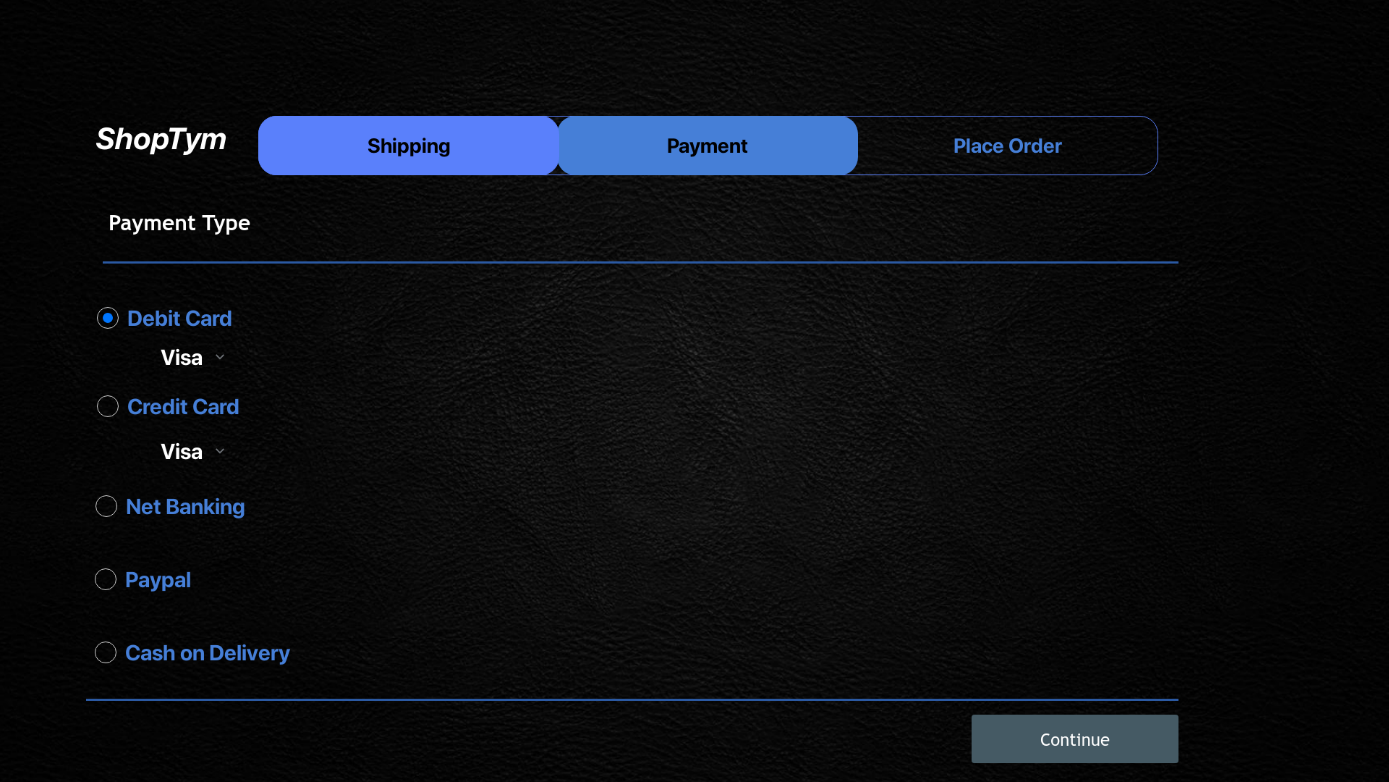 ShopTym
Shipping Payment Place Order
Payment Type
Debit Card
Visa
Credit Card
Visa
Net Banking
Paypal
Cash on Delivery
Continue